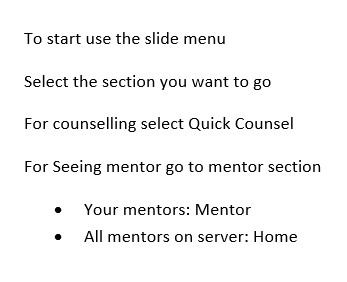 To start use the slide menu
Select the section you want to go
For counselling select Quick Counsel
For Seeing mentor go to mentor section
• Your mentors: Mentor
• All mentors on server: Home